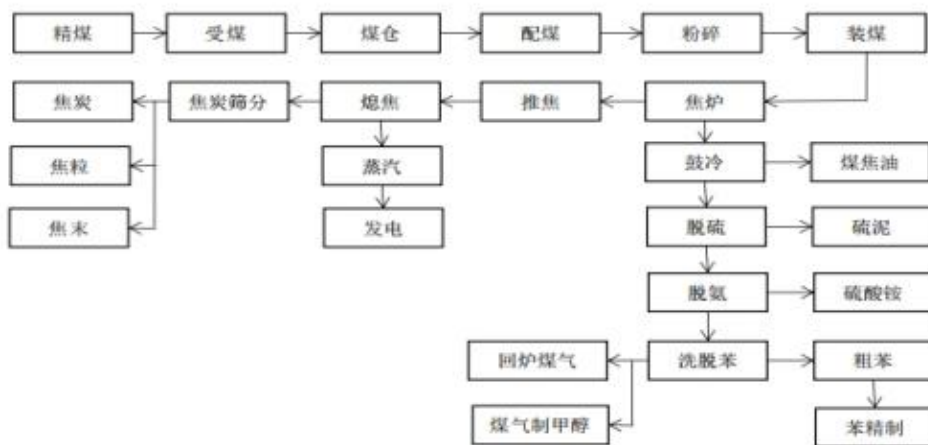 精煤 受煤 煤仓 配煤 粉碎 装煤
焦炭 焦炭筛分 熄焦 推焦 焦炉
焦粒 蒸汽 鼓冷 煤焦油
焦末 发电 脱硫 硫泥
脱氨 硫酸铵
回炉煤气 洗脱苯 粗苯
煤气制甲醇 苯精制